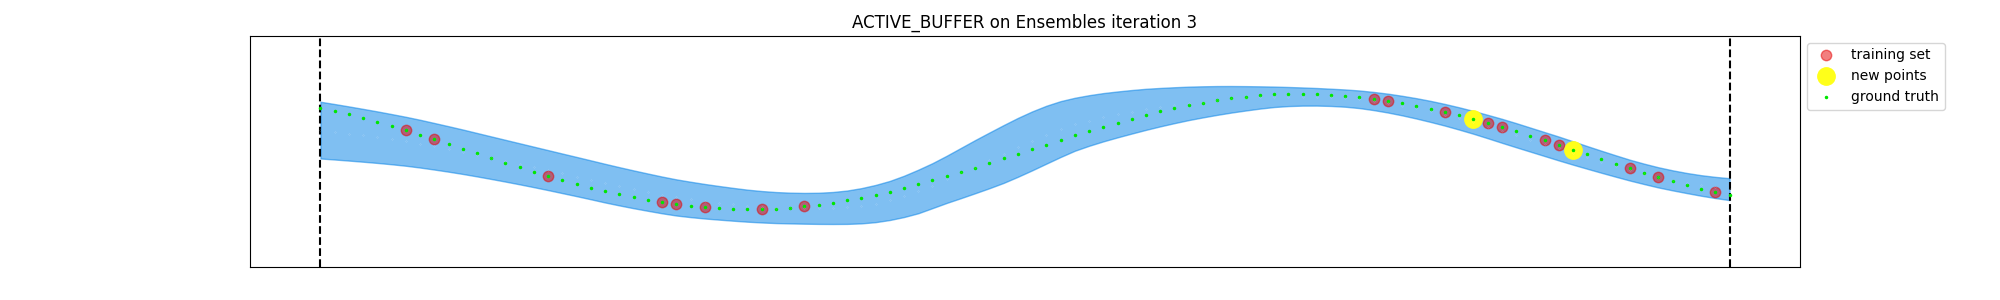 ACTIVE_BUFFER on Ensembles iteration 3
training set
new points
ground truth